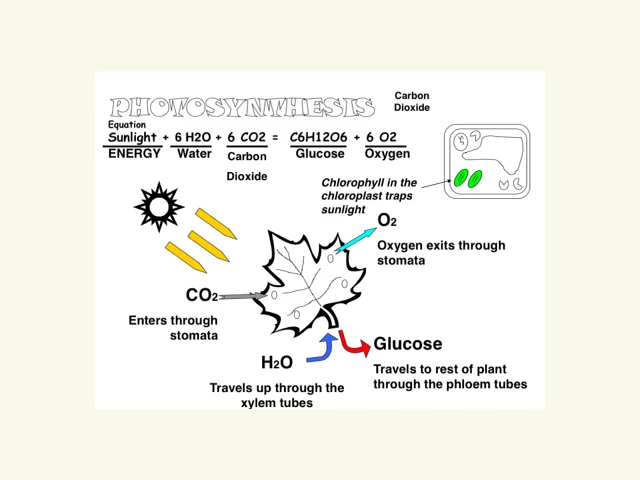 PHOTOSYNTHESIS
Carbon
Dioxide
Equation
Sunlight + 6 H2O + 6 CO2 = C6H12O6 + 6 O2
ENERGY Water Carbon Glucose Oxygen
Dioxide
Chlorophyll in the
chloroplast traps
sunlight
O2
Oxygen exits through
stomata
CO2
Enters through
stomata
Glucose
H2O
Travels to rest of plant
through the phloem tubes
Travels up through the
xylem tubes